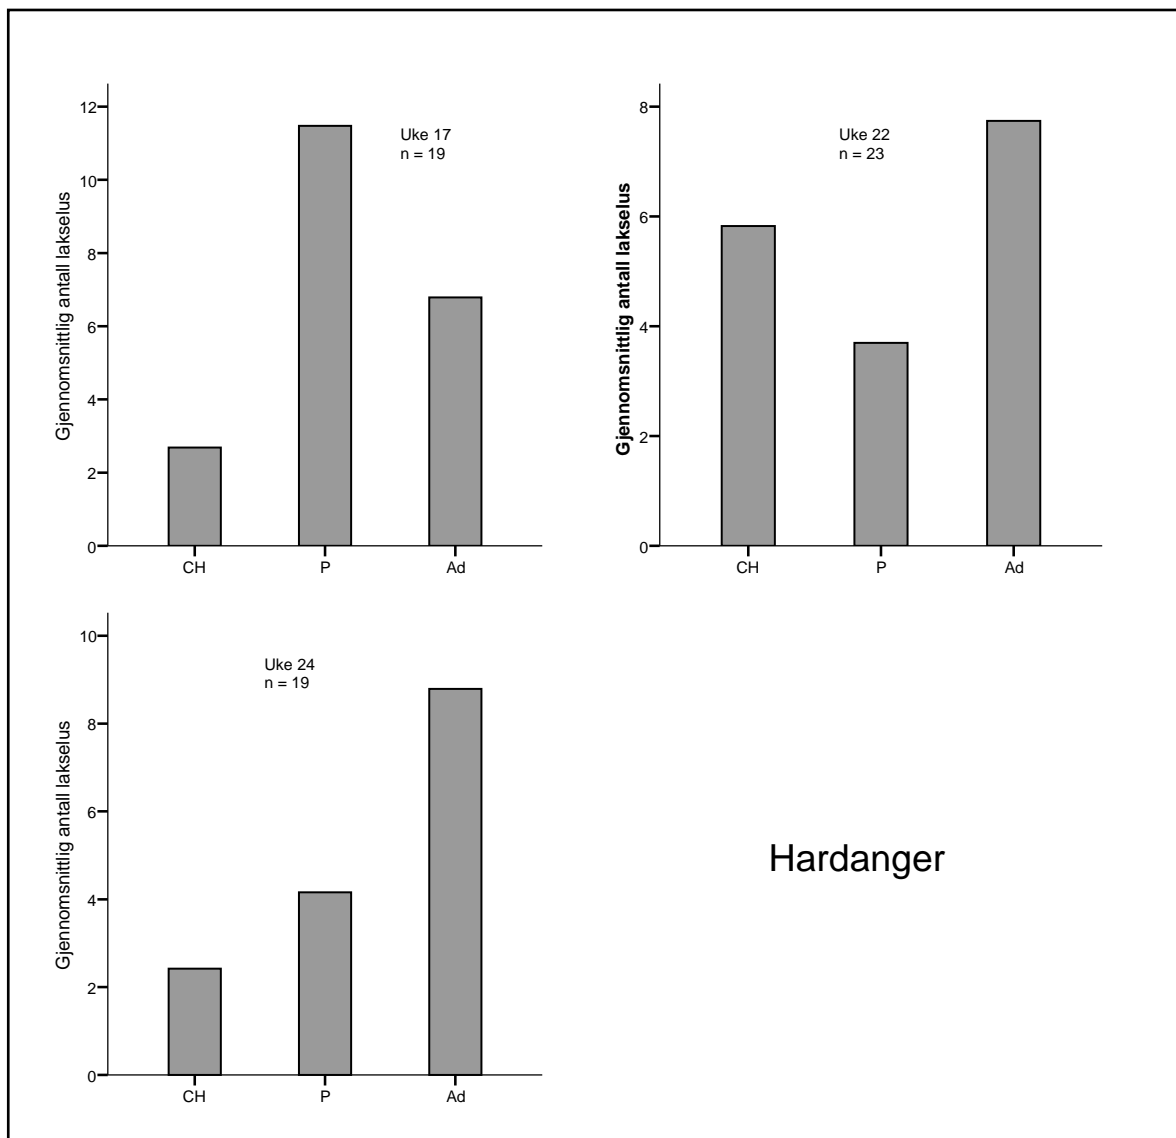 Gjennomsnittlig antall lakselus
12
10
8
6
4
2
0
Uke 17
n = 19
CH P Ad
Gjennomsnittlig antall lakselus
8
6
4
2
0
Uke 22
n = 23
CH P Ad
Gjennomsnittlig antall lakselus
10
8
6
4
2
0
Uke 24
n = 19
CH P Ad
Hardanger